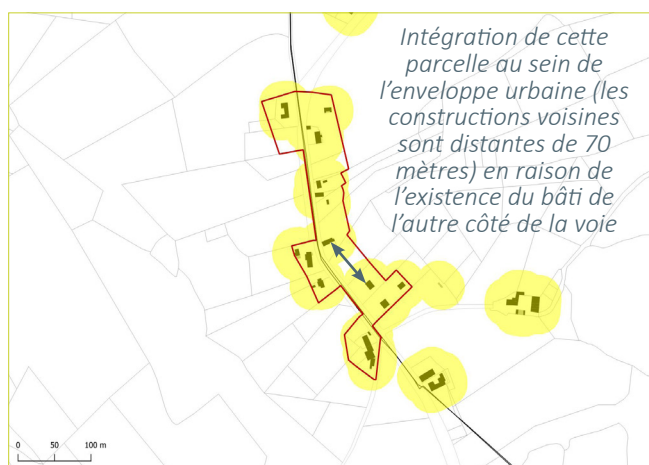 Intégration de cette
parcelle au sein de
l’enveloppe urbaine (les
constructions voisines
sont distantes de 70
mètres) en raison de
l’existence du bâti de
l’autre côté de la voie
0 50 100 m